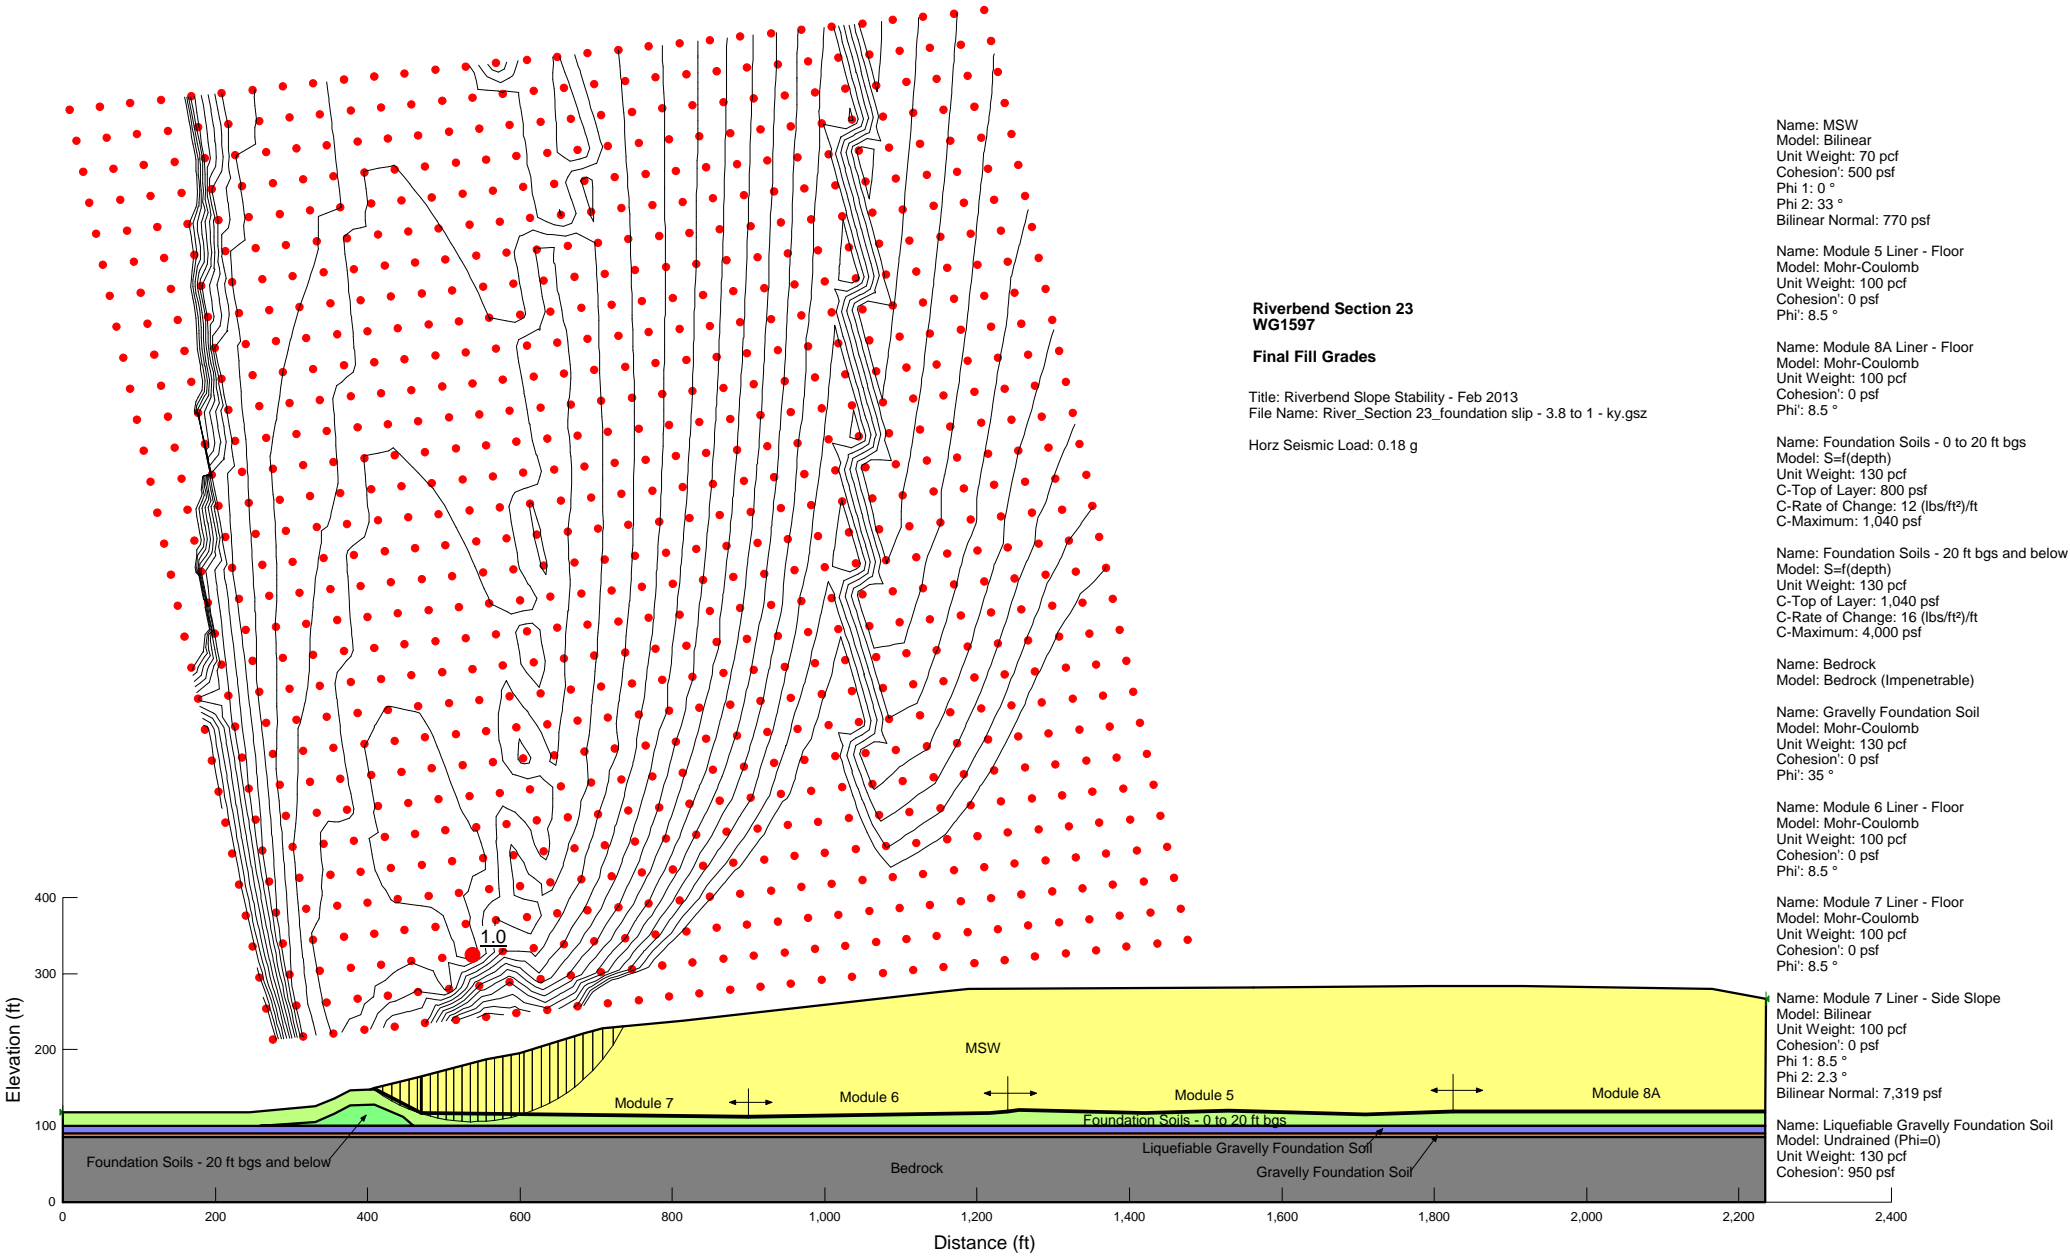 Name: MSW
Model: Bilinear
Unit Weight: 70 pcf
Cohesion': 500 psf
Phi 1: 0 °
Phi 2: 33 °
Bilinear Normal: 770 psf
Name: Module 5 Liner - Floor
Model: Mohr-Coulomb
Unit Weight: 100 pcf
Cohesion': 0 psf
Phi': 8.5 °
Name: Module 8A Liner - Floor
Model: Mohr-Coulomb
Unit Weight: 100 pcf
Cohesion': 0 psf
Phi': 8.5 °
Name: Foundation Soils - 0 to 20 ft bgs
Model: S=f(depth)
Unit Weight: 130 pcf
C-Top of Layer: 800 psf
C-Rate of Change: 12 (lbs/ft²)/ft
C-Maximum: 1,040 psf
Name: Foundation Soils - 20 ft bgs and below
Model: S=f(depth)
Unit Weight: 130 pcf
C-Top of Layer: 1,040 psf
C-Rate of Change: 16 (lbs/ft²)/ft
C-Maximum: 4,000 psf
Name: Bedrock
Model: Bedrock (Impenetrable)
Name: Gravelly Foundation Soil
Model: Mohr-Coulomb
Unit Weight: 130 pcf
Cohesion': 0 psf
Phi': 35 °
Name: Module 6 Liner - Floor
Model: Mohr-Coulomb
Unit Weight: 100 pcf
Cohesion': 0 psf
Phi': 8.5 °
Name: Module 7 Liner - Floor
Model: Mohr-Coulomb
Unit Weight: 100 pcf
Cohesion': 0 psf
Phi': 8.5 °
Name: Module 7 Liner - Side Slope
Model: Bilinear
Unit Weight: 100 pcf
Cohesion': 0 psf
Phi 1: 8.5 °
Phi 2: 2.3 °
Bilinear Normal: 7,319 psf
Name: Liquefiable Gravelly Foundation Soil
Model: Undrained (Phi=0)
Unit Weight: 130 pcf
Cohesion': 950 psf
Riverbend Section 23
WG1597
Final Fill Grades
Title: Riverbend Slope Stability - Feb 2013
File Name: River_Section 23_foundation slip - 3.8 to 1 - ky.gsz
Horz Seismic Load: 0.18 g
1.0
400
300
200
100
0
Elevation (ft)
MSW
Module 7
Module 6
Module 5
Module 8A
Foundation Soils - 0 to 20 ft bgs
Liquefiable Gravelly Foundation Soil
Foundation Soils - 20 ft bgs and below
Bedrock
Gravelly Foundation Soil
0 200 400 600 800 1,000 1,200 1,400 1,600 1,800 2,000 2,200 2,400
Distance (ft)